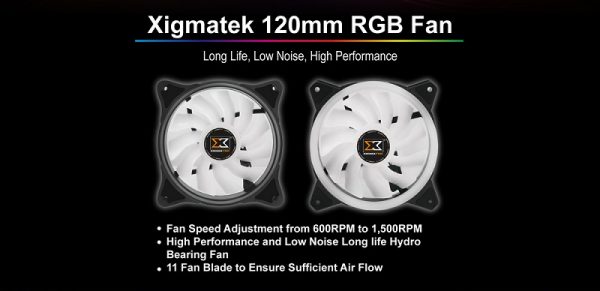 Xigmatek 120mm RGB Fan
Long Life, Low Noise, High Performance
• Fan Speed Adjustment from 600RPM to 1,500RPM
• High Performance and Low Noise Long life Hydro
Bearing Fan
• 11 Fan Blade to Ensure Sufficient Air Flow